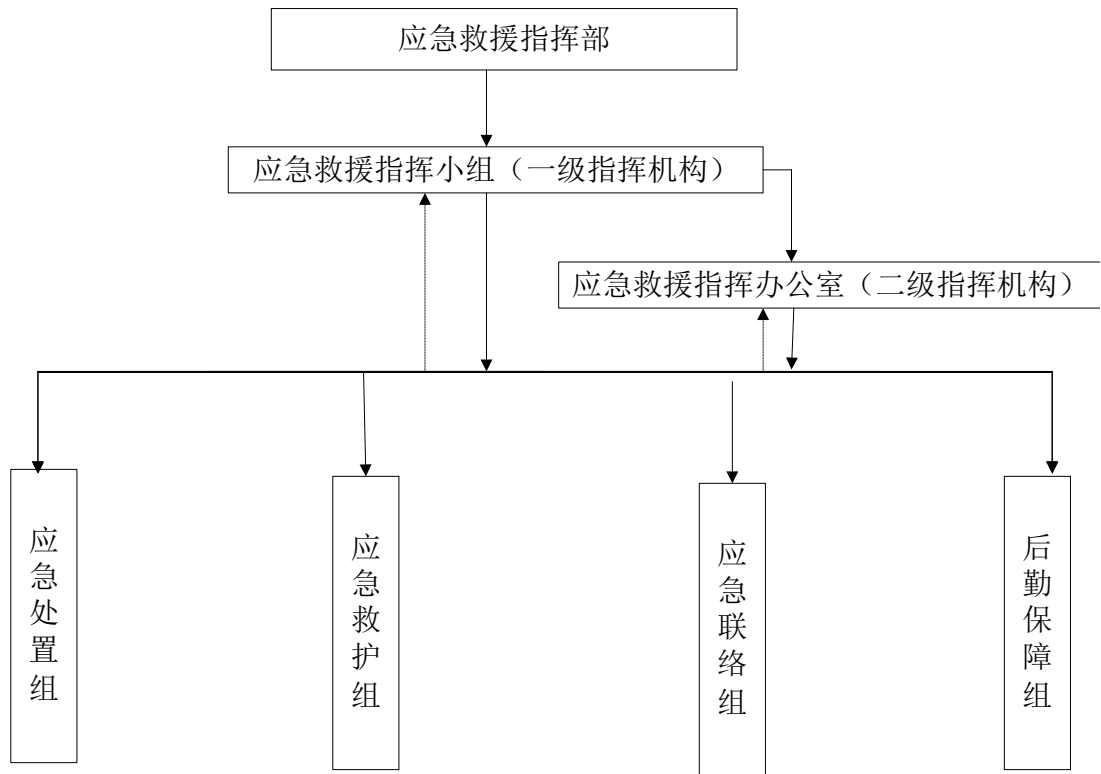 应急救援指挥部
应急救援指挥小组（一级指挥机构）
应急救援指挥办公室（二级指挥机构）
应急处置组
应急救护组
应急联络组
后勤保障组